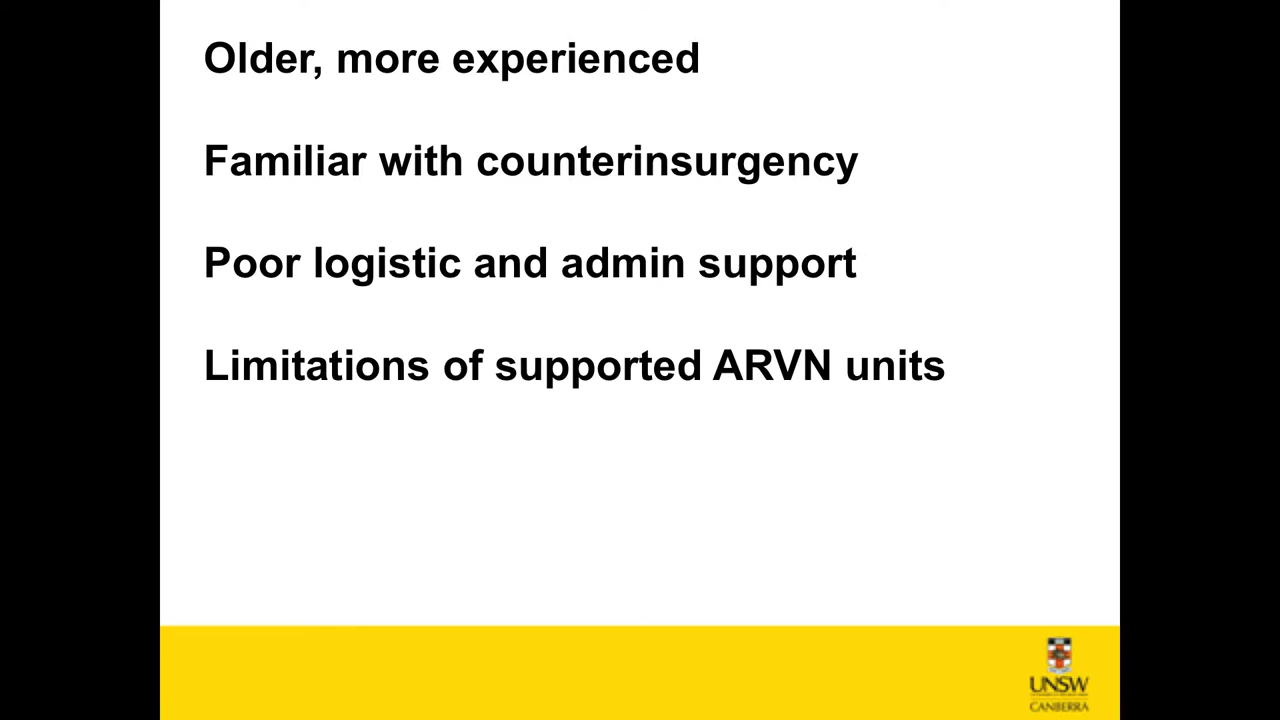 Older, more experienced
Familiar with counterinsurgency
Poor logistic and admin support
Limitations of supported ARVN units
UNSW
CANBERRA